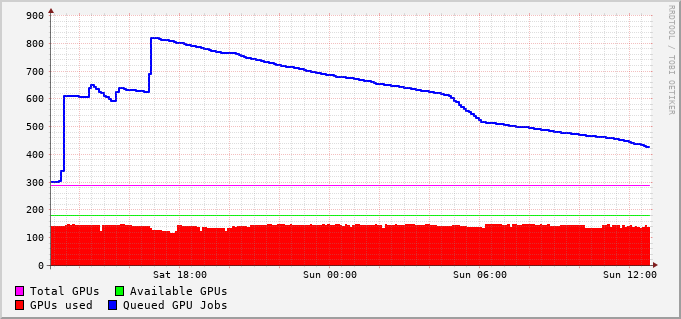 900
800
700
600
500
400
300
200
100
0
Sat 18:00 Sun 00:00 Sun 06:00 Sun 12:00
Total GPUs Available GPUs
GPUs used Queued GPU Jobs
RRDTOOL / TOBI OETIKER